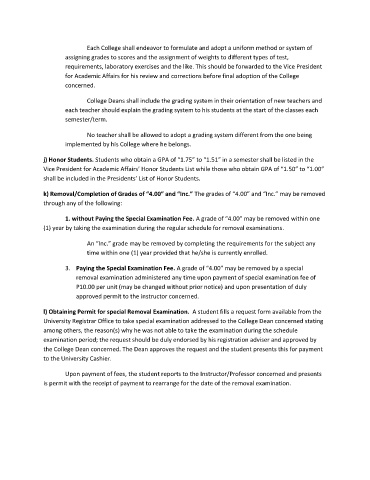 Each College shall endeavor to formulate and adopt a uniform method or system of
assigning grades to scores and the assignment of weights to different types of test,
requirements, laboratory exercises and the like. This should be forwarded to the Vice President
for Academic Affairs for his review and corrections before final adoption of the College
concerned.
College Deans shall include the grading system in their orientation of new teachers and
each teacher should explain the grading system to his students at the start of the classes each
semester/term.
No teacher shall be allowed to adopt a grading system different from the one being
implemented by his College where he belongs.
j) Honor Students. Students who obtain a GPA of “1.75” to “1.51” in a semester shall be listed in the
Vice President for Academic Affairs’ Honor Students List while those who obtain GPA of “1.50” to “1.00”
shall be included in the Presidents’ List of Honor Students.
k) Removal/Completion of Grades of “4.00” and “Inc.” The grades of “4.00” and “Inc.” may be removed
through any of the following:
1. without Paying the Special Examination Fee. A grade of “4.00” may be removed within one
(1) year by taking the examination during the regular schedule for removal examinations.
An “Inc.” grade may be removed by completing the requirements for the subject any
time within one (1) year provided that he/she is currently enrolled.
3. Paying the Special Examination Fee. A grade of “4.00” may be removed by a special
removal examination administered any time upon payment of special examination fee of
P10.00 per unit (may be changed without prior notice) and upon presentation of duly
approved permit to the instructor concerned.
l) Obtaining Permit for special Removal Examination. A student fills a request form available from the
University Registrar Office to take special examination addressed to the College Dean concerned stating
among others, the reason(s) why he was not able to take the examination during the schedule
examination period; the request should be duly endorsed by his registration adviser and approved by
the College Dean concerned. The Dean approves the request and the student presents this for payment
to the University Cashier.
Upon payment of fees, the student reports to the Instructor/Professor concerned and presents
is permit with the receipt of payment to rearrange for the date of the removal examination.